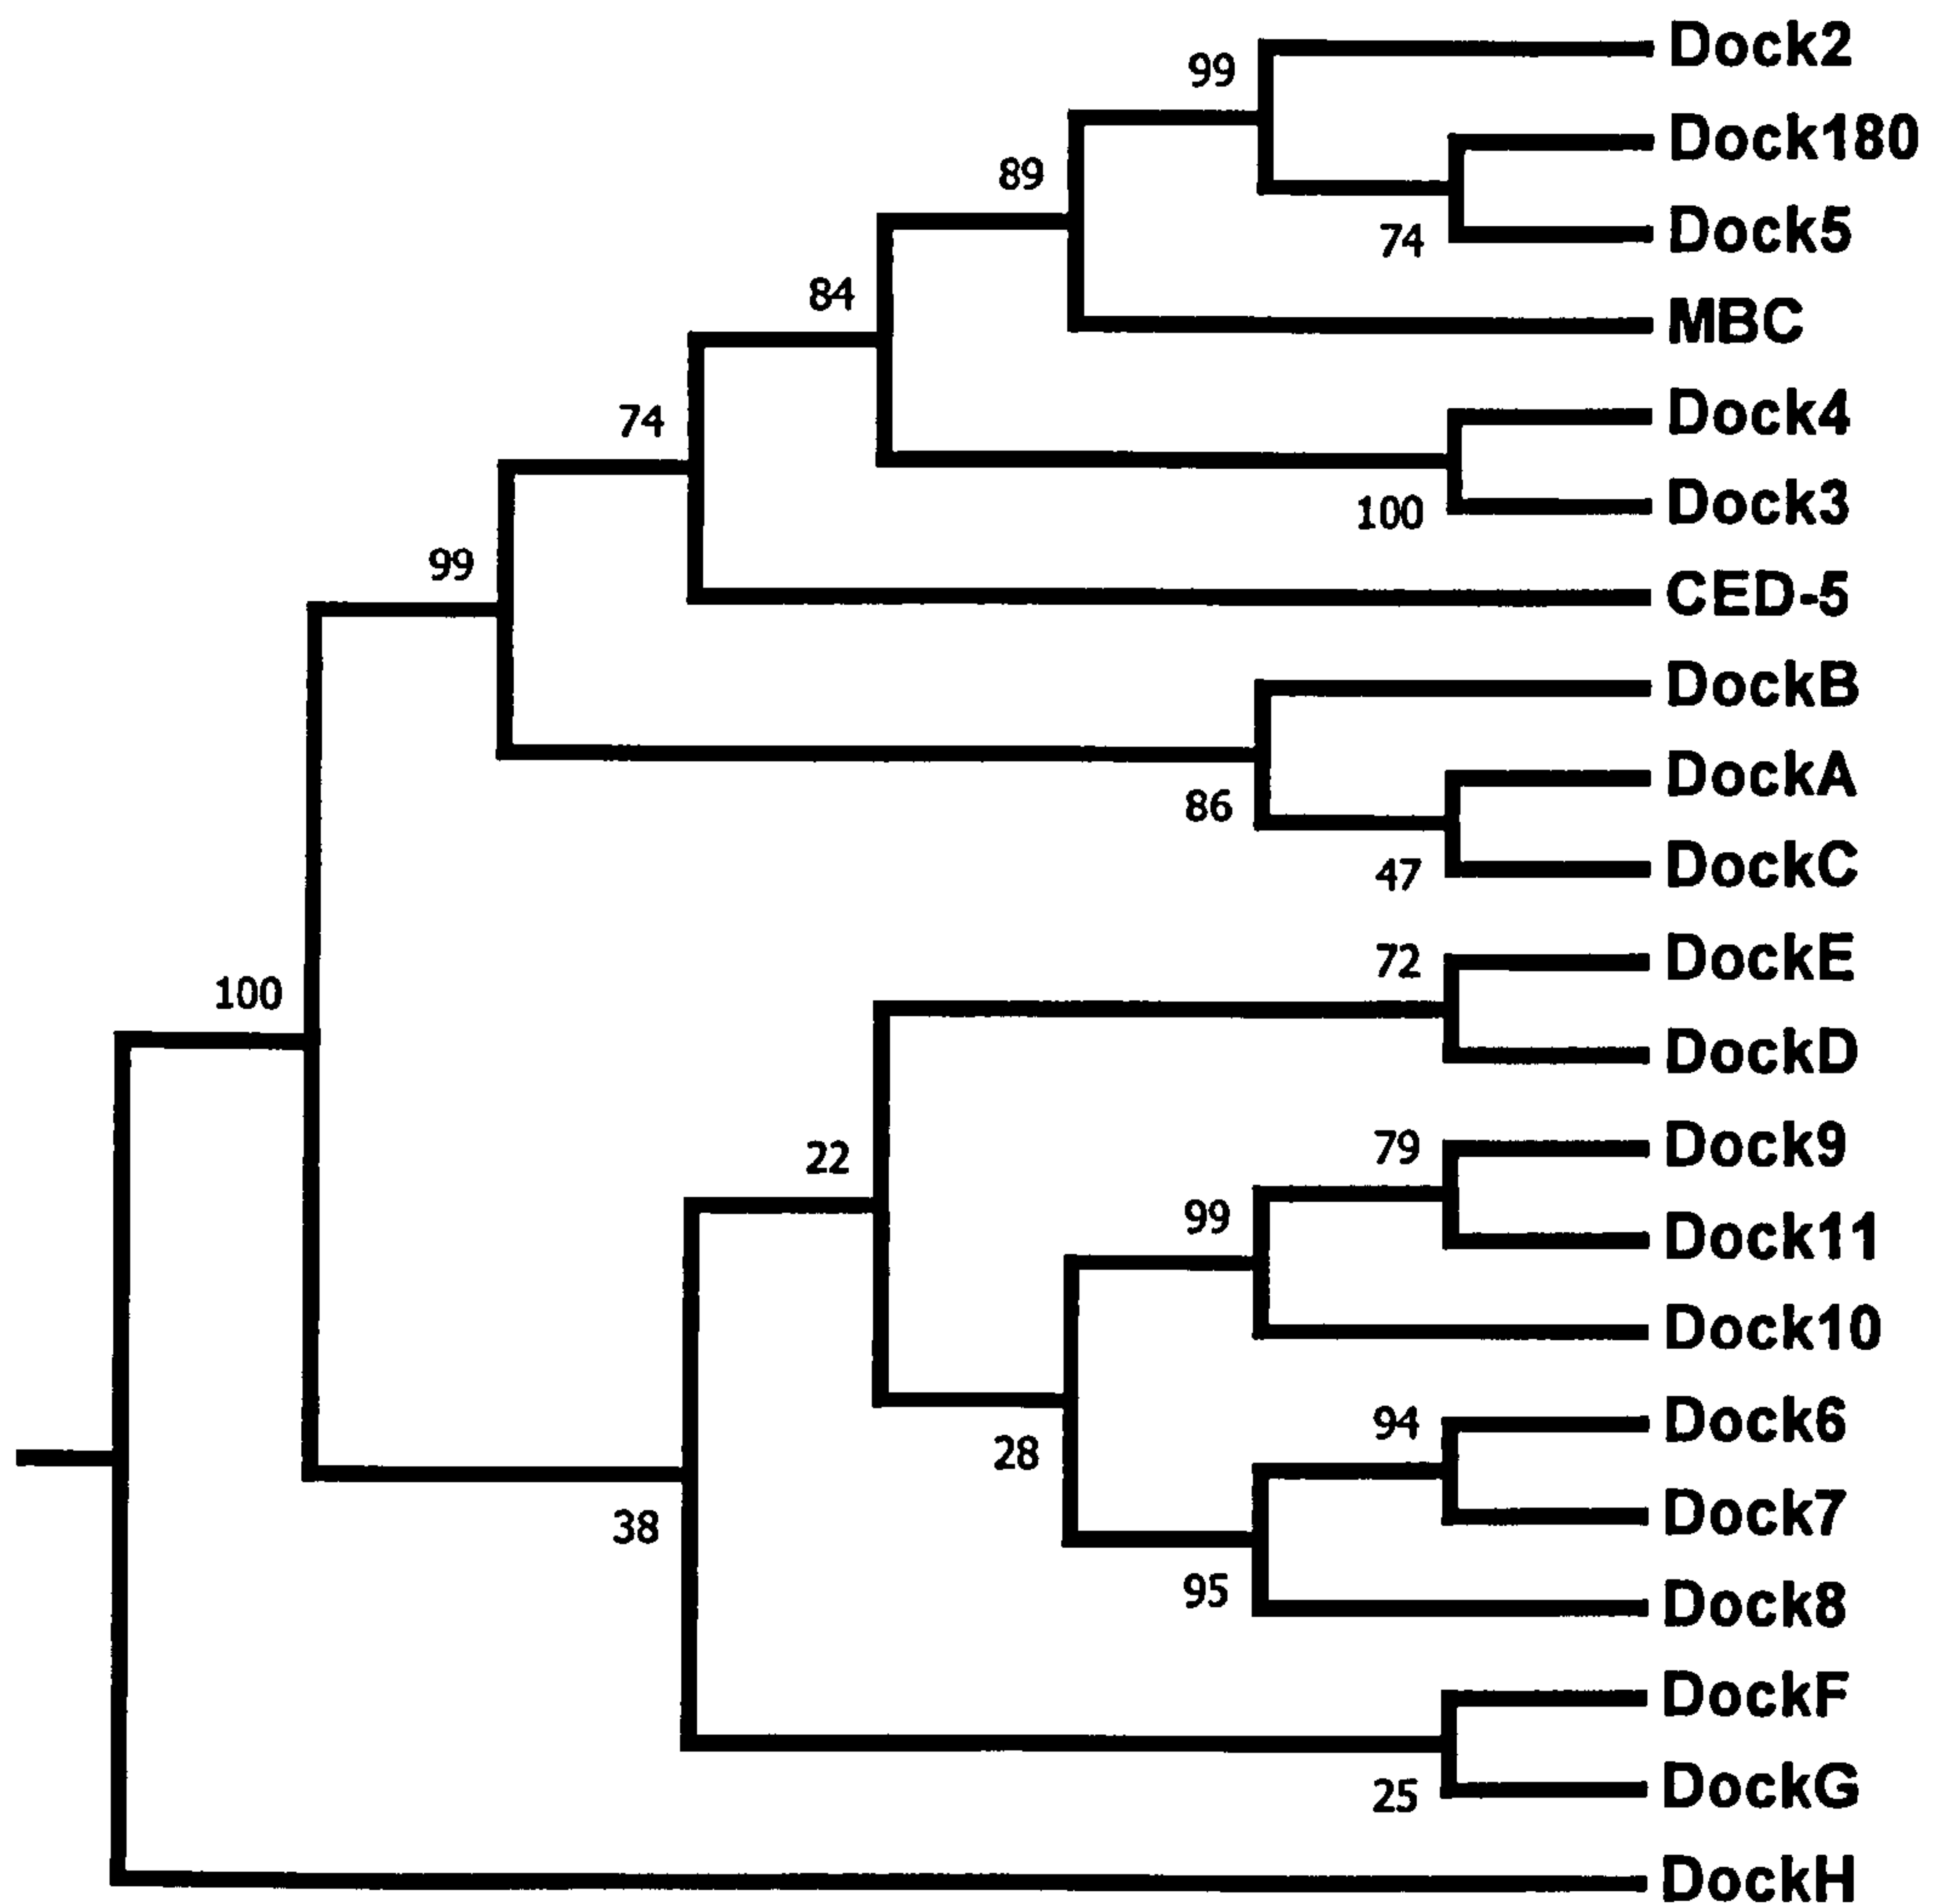 Dock2
99
Dock180
89
Dock5
74
MBC
84
Dock4
74
Dock3
100
99
CED-5
DockB
DockA
86
DockC
47
DockE
72
100
DockD
Dock9
79
22
99
Dock11
Dock10
94
Dock6
28
Dock7
38
95
Dock8
DockF
25
DockG
DockH